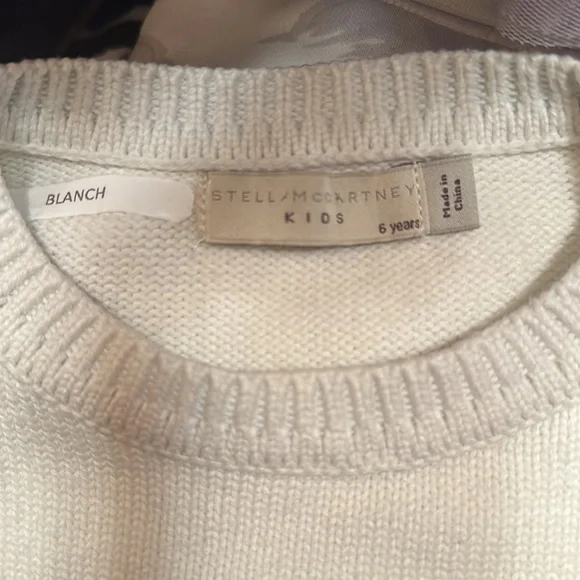 BLANCH
STELLA McCARTNEY
KIDS
6 years
Made in
China